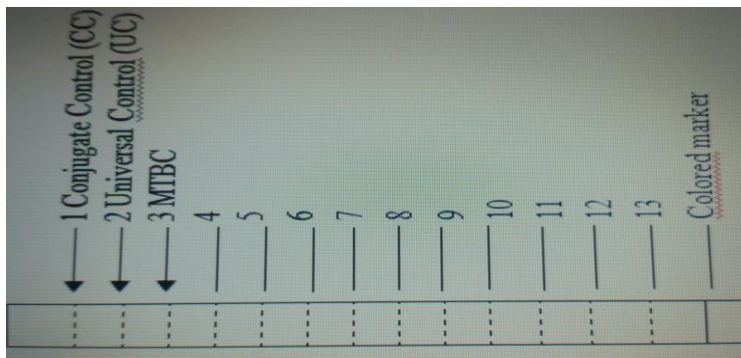 1 Conjugate Control (CC)
2 Universal Control (UC)
3 MTBC
4
5
6
7
8
9
10
11
12
13
Colored marker